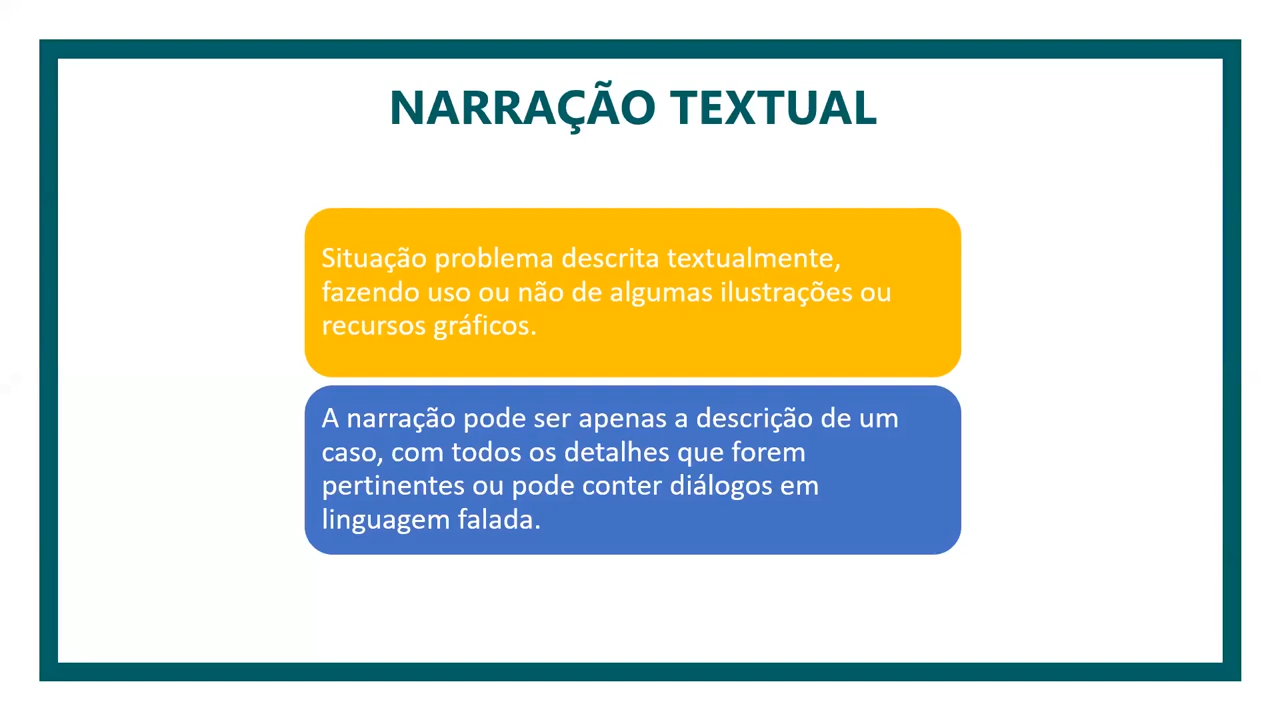 NARRAÇÃO TEXTUAL
Situação problema descrita textualmente,
fazendo uso ou não de algumas ilustrações ou
recursos gráficos.
A narração pode ser apenas a descrição de um
caso, com todos os detalhes que forem
pertinentes ou pode conter diálogos em
linguagem falada.